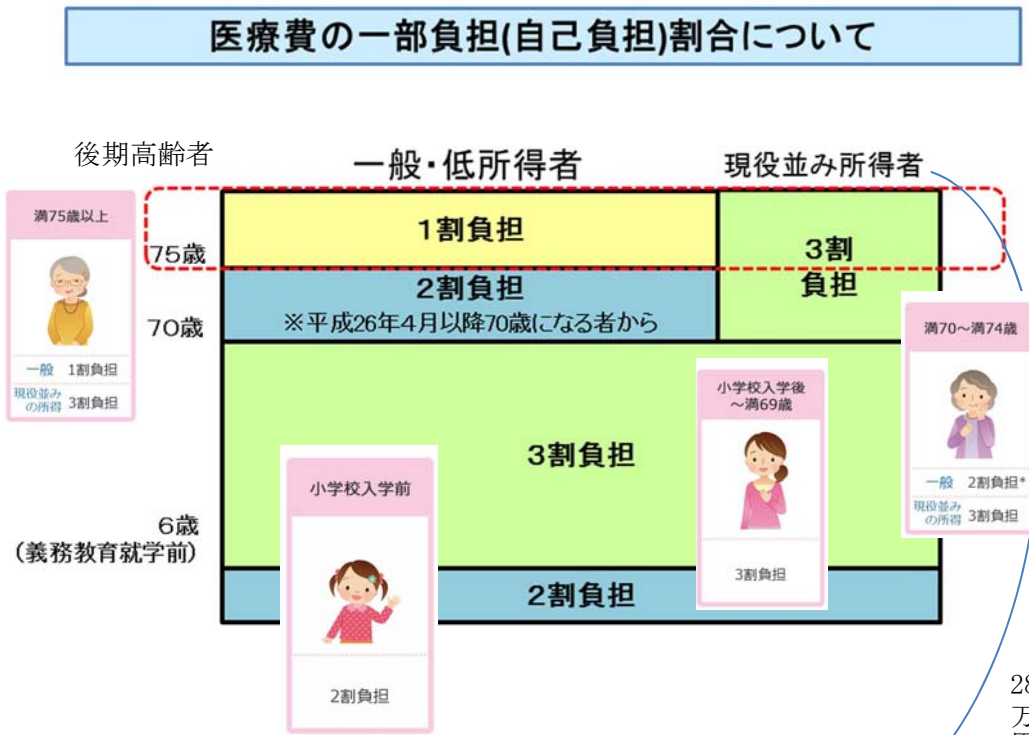 医療費の一部負担(自己負担)割合について
後期高齢者
一般・低所得者
現役並み所得者
満75歳以上
一般 1割負担
現役並み
の所得 3割負担
75歳
1割負担
3割
負担
2割負担
※平成26年4月以降70歳になる者から
70歳
満70～満74歳
一般 2割負担*
現役並み
の所得 3割負担
小学校入学後
～満69歳
3割負担
3割負担
小学校入学前
2割負担
6歳
(義務教育就学前)
2割負担
28
万